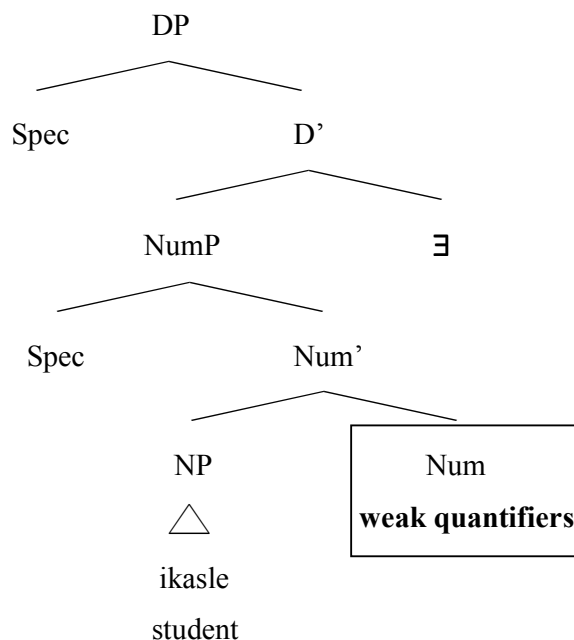 DP
Spec D’
NumP ∃
Spec Num’
NP Num
weak quantifiers
ikasle
student